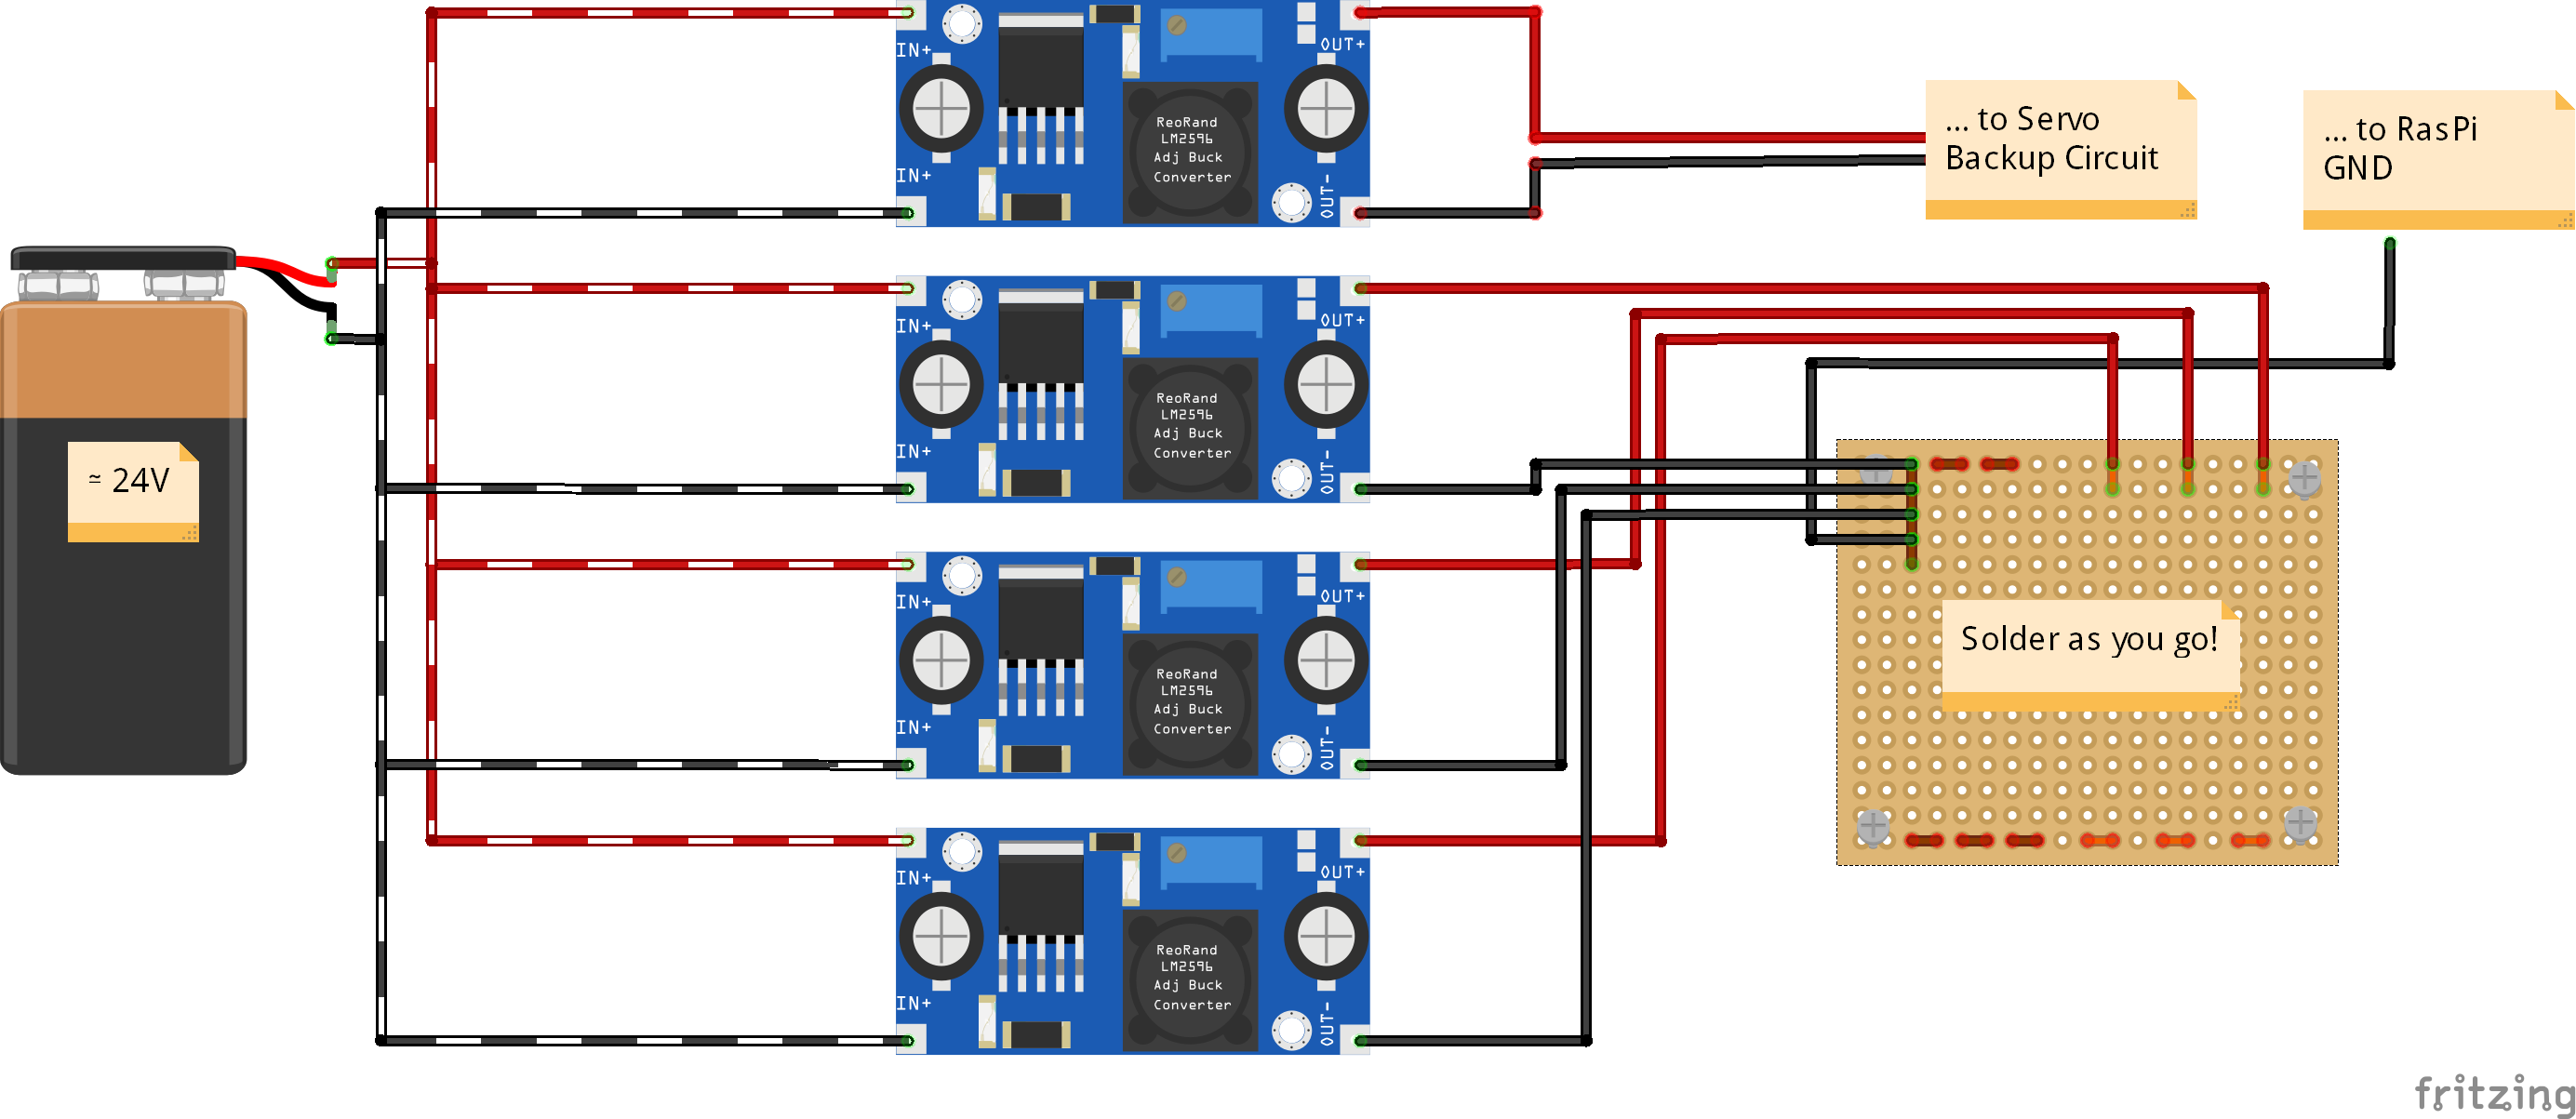 IN+
OUT+
ReoRand
LM2596
Adj Buck
Converter
IN+
OUT-
... to Servo
Backup Circuit
... to RasPi
GND
IN+
OUT+
ReoRand
LM2596
Adj Buck
Converter
IN+
OUT-
≃ 24V
IN+
OUT+
ReoRand
LM2596
Adj Buck
Converter
IN+
OUT-
Solder as you go!
IN+
OUT+
ReoRand
LM2596
Adj Buck
Converter
IN+
OUT-
fritzing